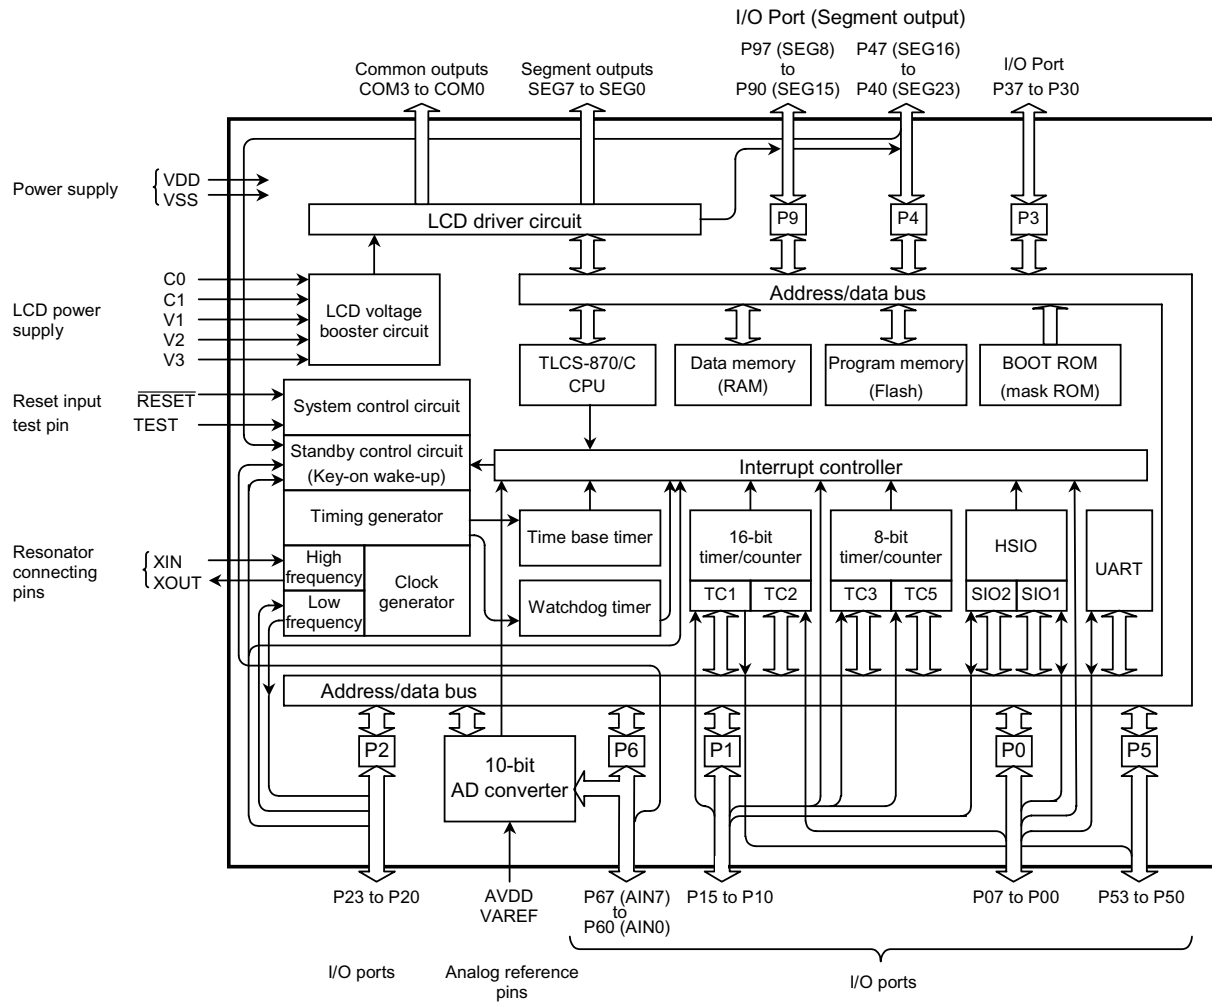 I/O Port (Segment output)
P97 (SEG8)
to
P90 (SEG15)
P47 (SEG16)
to
P40 (SEG23)
Common outputs
COM3 to COM0
Segment outputs
SEG7 to SEG0
I/O Port
P37 to P30
Power supply
VDD
VSS
LCD driver circuit
P9
P4
P3
C0
C1
V1
V2
V3
LCD power
supply
LCD voltage
booster circuit
Address/data bus
TLCS-870/C
CPU
Data memory
(RAM)
Program memory
(Flash)
BOOT ROM
(mask ROM)
Reset input
test pin
RESET
TEST
System control circuit
Standby control circuit
(Key-on wake-up)
Interrupt controller
Timing generator
Time base timer
16-bit
timer/counter
8-bit
timer/counter
HSIO
UART
Resonator
connecting
pins
XIN
XOUT
High
frequency
Low
frequency
Clock
generator
Watchdog timer
TC1
TC2
TC3
TC5
SIO2
SIO1
Address/data bus
P2
10-bit
AD converter
P6
P1
P0
P5
P23 to P20
AVDD
VAREF
P67 (AIN7)
to
P60 (AIN0)
P15 to P10
P07 to P00
P53 to P50
I/O ports
Analog reference
pins
I/O ports